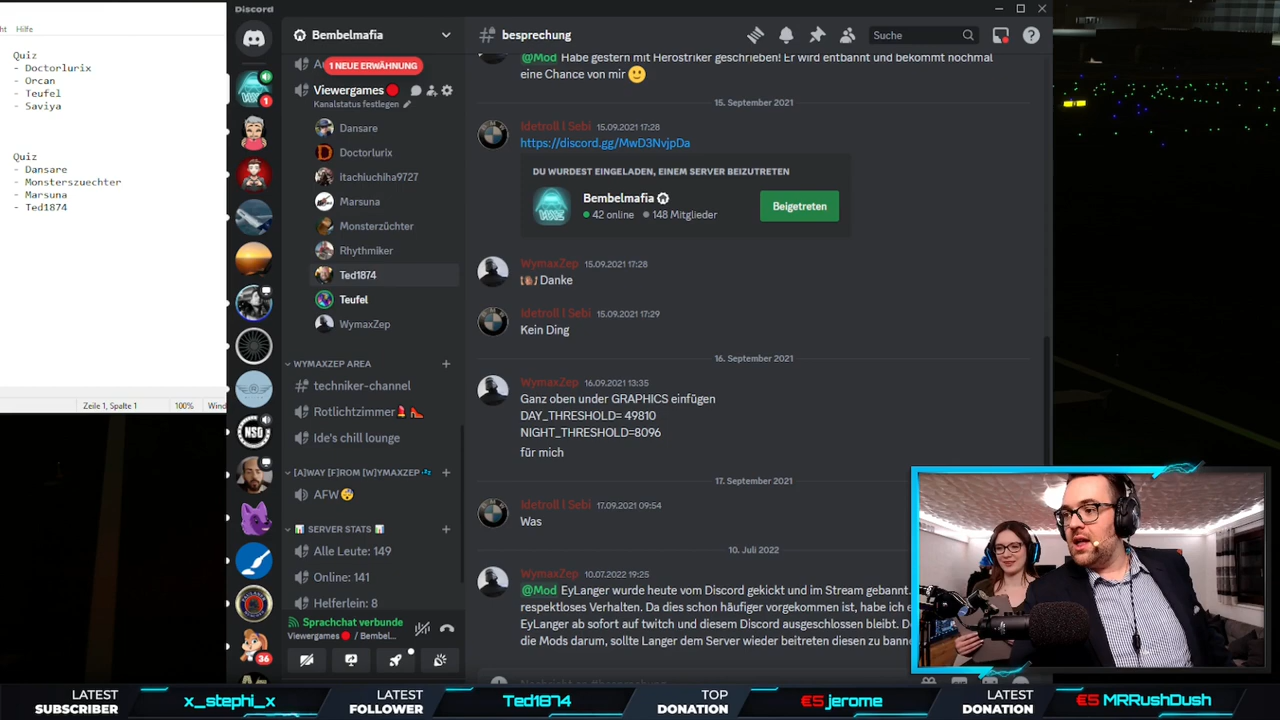 Discord
Hilfe
Quiz
- Doctorlurix
- Orcan
- Teufel
- Saviya
Quiz
- Dansare
- Monsterszuechter
- Marsuna
- Ted1874
Zeile 1, Spalte 1
100%
Wind
Bembelmafia
1 NEUE ERWÄHNUNG
Viewergames
Kanalstatus festlegen
Dansare
Doctorlurix
itachiuchiha9727
Marsuna
Monsterzüchter
Rhythmiker
Ted1874
Teufel
WymaxZep
WYMAXZEP AREA
techniker-channel
Rotlichtzimmer
Ide's chill lounge
[A]WAY [F]ROM [W]YMAXZEP
AFW
SERVER STATS
Alle Leute: 149
Online: 141
Helferlein: 8
Sprachchat verbunde
Viewergames / Bembel...
1
NSG
36
besprechung
Suche
@Mod Habe gestern mit Herostriker geschrieben! Er wird entbannt und bekommt nochmal
eine Chance von mir
15. September 2021
Idetroll | Sebi 15.09.2021 17:28
https://discord.gg/MwD3NvjpDa
DU WURDEST EINGELADEN, EINEM SERVER BEIZUTRETEN
Bembelmafia
42 online 148 Mitglieder
Beigetreten
WymaxZep 15.09.2021 17:28
Danke
Idetroll | Sebi 15.09.2021 17:29
Kein Ding
16. September 2021
WymaxZep 16.09.2021 13:35
Ganz oben under GRAPHICS einfügen
DAY_THRESHOLD= 49810
NIGHT_THRESHOLD=8096
für mich
17. September 2021
Idetroll | Sebi 17.09.2021 09:54
Was
10. Juli 2022
WymaxZep 10.07.2022 19:25
@Mod EyLanger wurde heute vom Discord gekickt und im Stream gebannt.
respektloses Verhalten. Da dies schon häufiger vorgekommen ist, habe ich e
EyLanger ab sofort auf twitch und diesem Discord ausgeschlossen bleibt. D
die Mods darum, sollte Langer dem Server wieder beitreten diesen zu bann
LATEST
SUBSCRIBER
x_stephi_x
LATEST
FOLLOWER
Ted1874
TOP
DONATION
€5 jerome
LATEST
DONATION
€5 MRRushDush